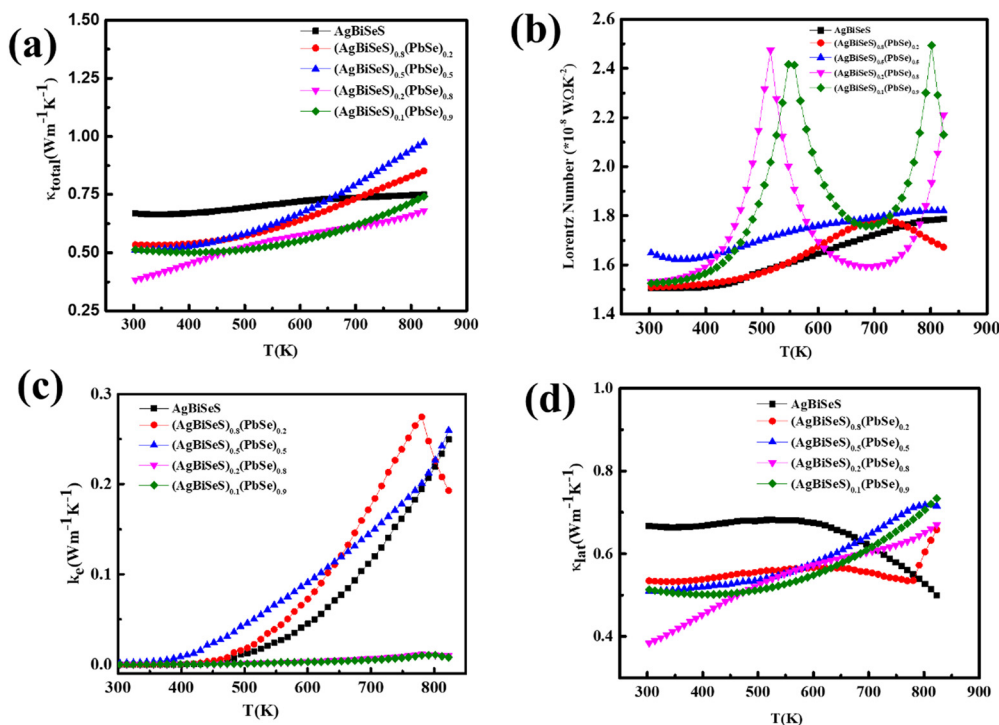 (a)
1.50
1.25
1.00
0.75
0.50
0.25
κtotal(Wm⁻¹K⁻¹)
AgBiSeS
(AgBiSeS)0.8(PbSe)0.2
(AgBiSeS)0.5(PbSe)0.5
(AgBiSeS)0.2(PbSe)0.8
(AgBiSeS)0.1(PbSe)0.9
200 300 400 500 600 700 800 900
T(K)
(b)
2.6
2.4
2.2
2.0
1.8
1.6
1.4
Lorentz Number (*10⁻⁸ WΩK⁻²)
AgBiSeS
(AgBiSeS)0.8(PbSe)0.2
(AgBiSeS)0.5(PbSe)0.5
(AgBiSeS)0.2(PbSe)0.8
(AgBiSeS)0.1(PbSe)0.9
300 400 500 600 700 800 900
T(K)
(c)
0.3
0.2
0.1
0.0
ke(Wm⁻¹K⁻¹)
AgBiSeS
(AgBiSeS)0.8(PbSe)0.2
(AgBiSeS)0.5(PbSe)0.5
(AgBiSeS)0.2(PbSe)0.8
(AgBiSeS)0.1(PbSe)0.9
300 400 500 600 700 800
T(K)
(d)
1.0
0.8
0.6
0.4
κlat(Wm⁻¹K⁻¹)
AgBiSeS
(AgBiSeS)0.8(PbSe)0.2
(AgBiSeS)0.5(PbSe)0.5
(AgBiSeS)0.2(PbSe)0.8
(AgBiSeS)0.1(PbSe)0.9
300 400 500 600 700 800 900
T(K)